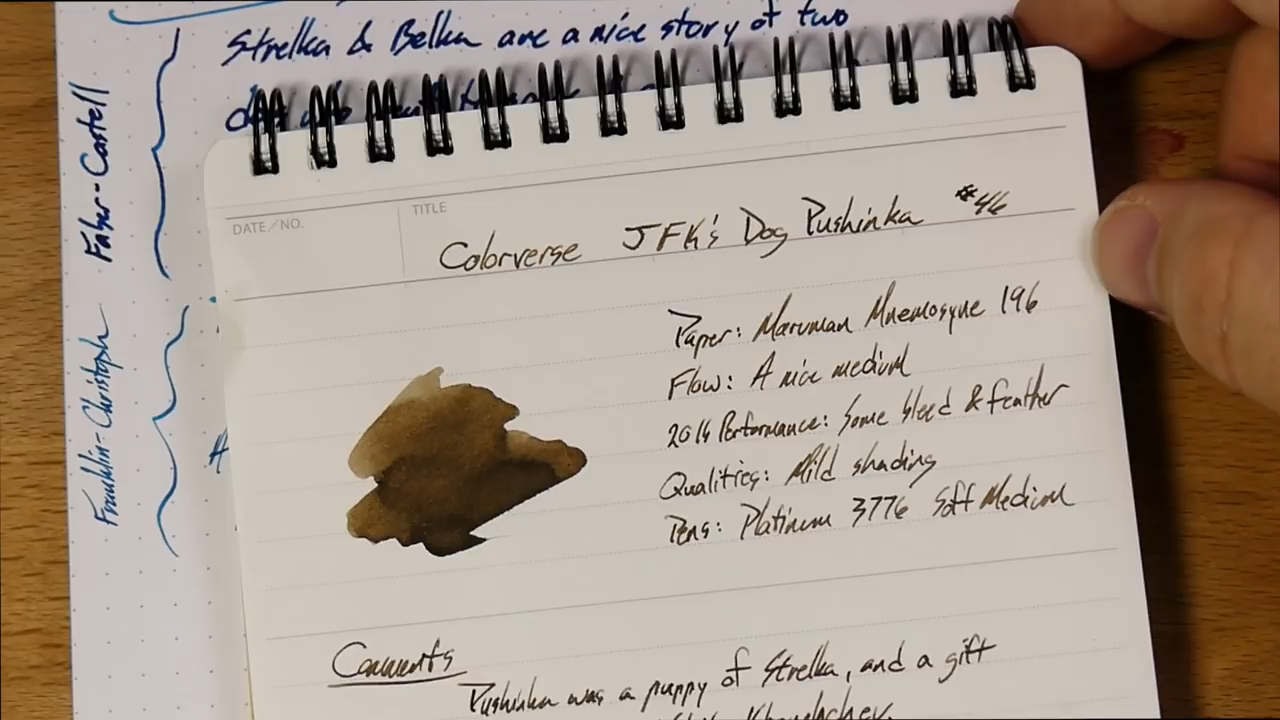 Strelka & Belka are a nice story of two
Faber-Castell
Franklin-Christoph
DATE/NO.
TITLE
Colorverse JFK's Dog Pushinka #46
Paper: Maruman Mnemosyne 196
Flow: A nice medium
20lb Performance: Some bleed & feather
Qualities: Mild shading
Pens: Platinum 3776 Soft Medium
Comments
Pushinka was a puppy of Strelka, and a gift
Khrushchev.